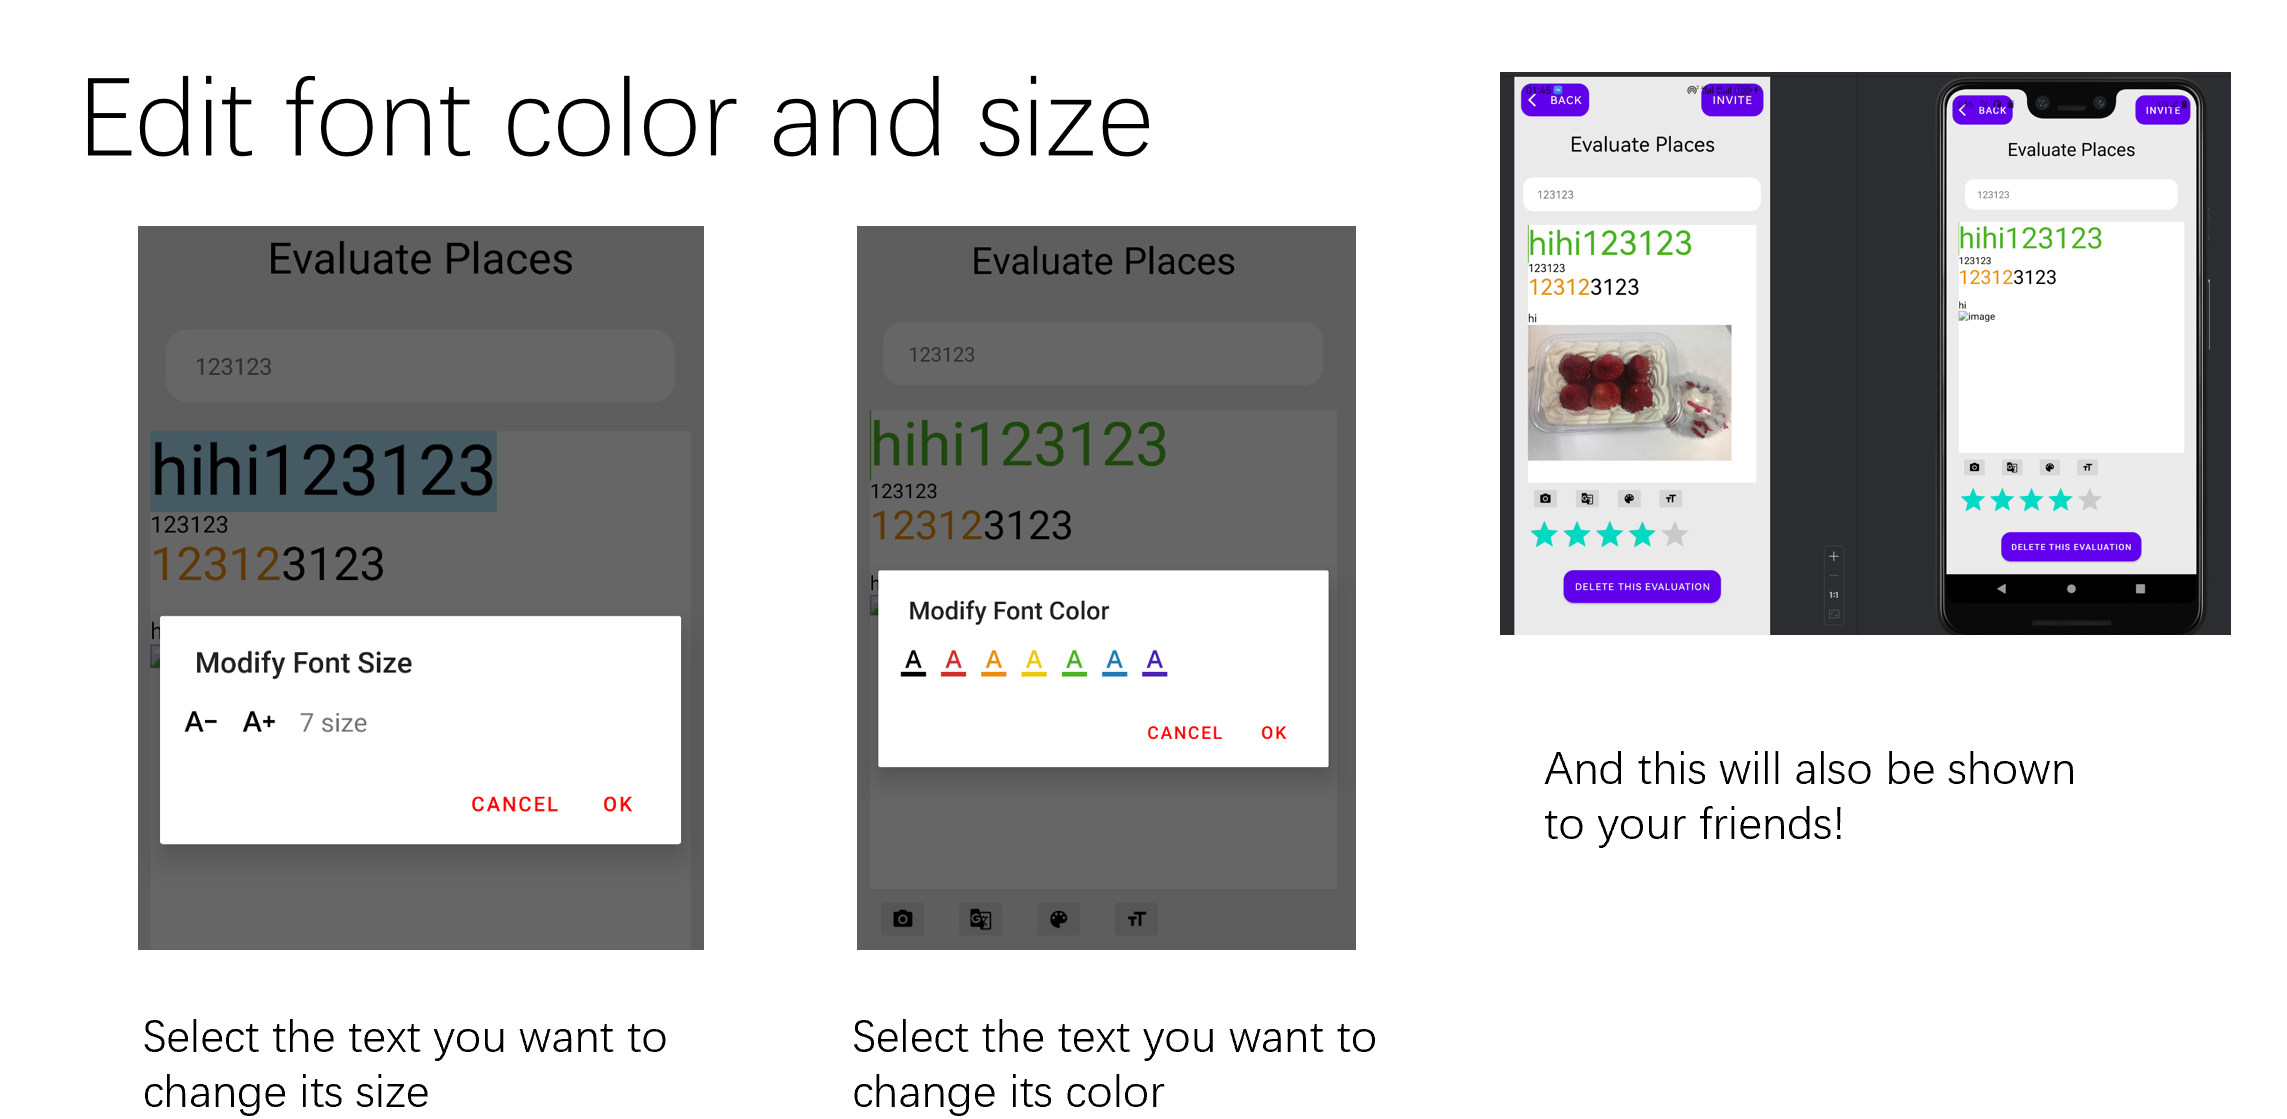 Edit font color and size
Evaluate Places
123123
hihi123123
123123
123123123
Modify Font Size
A- A+ 7 size
CANCEL OK
Select the text you want to
change its size
Evaluate Places
123123
hihi123123
123123
123123123
Modify Font Color
A A A A A A A
CANCEL OK
Select the text you want to
change its color
BACK INVITE
Evaluate Places
123123
hihi123123
123123
123123123
hi
DELETE THIS EVALUATION
1:1
BACK INVITE
Evaluate Places
123123
hihi123123
123123
123123123
hi
image
DELETE THIS EVALUATION
And this will also be shown
to your friends!